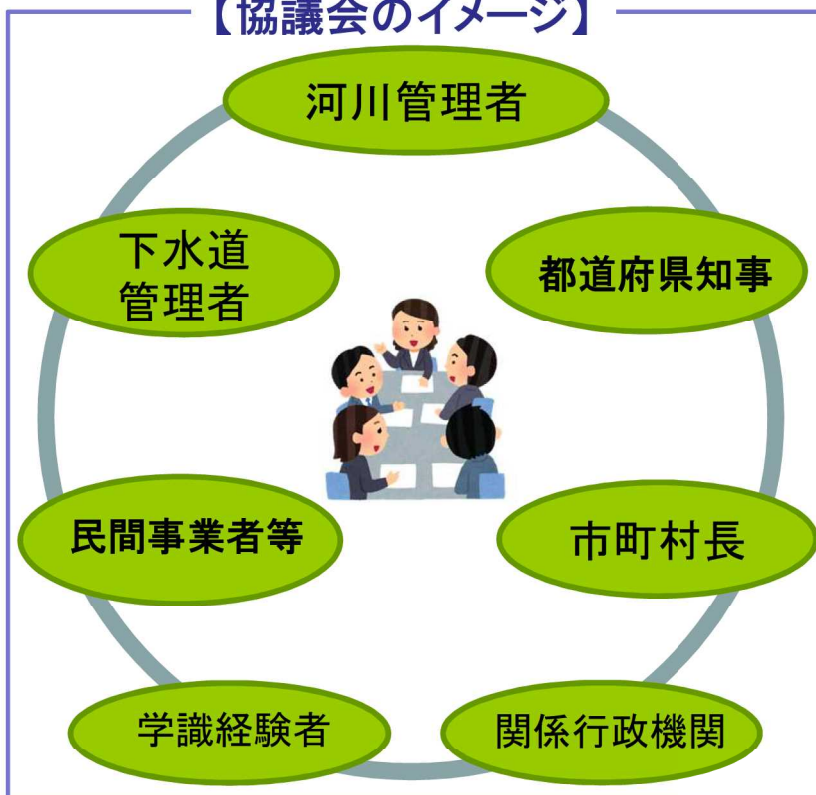 【協議会のイメージ】
河川管理者
下水道
管理者
都道府県知事
民間事業者等
市町村長
学識経験者
関係行政機関